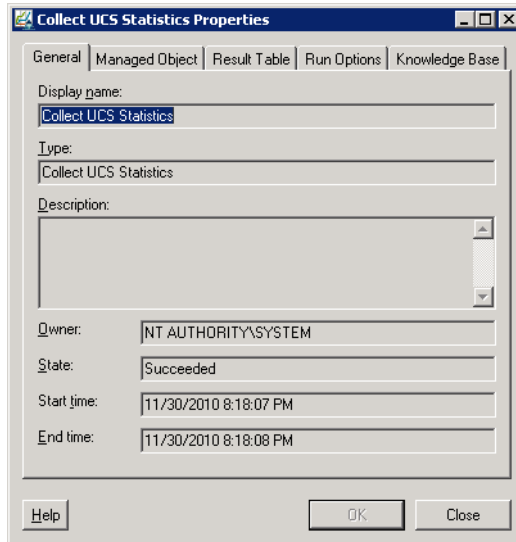 Collect UCS Statistics Properties
General Managed Object Result Table Run Options Knowledge Base
Display name:
Collect UCS Statistics
Type:
Collect UCS Statistics
Description:
Owner: NT AUTHORITY\SYSTEM
State: Succeeded
Start time: 11/30/2010 8:18:07 PM
End time: 11/30/2010 8:18:08 PM
Help OK Close